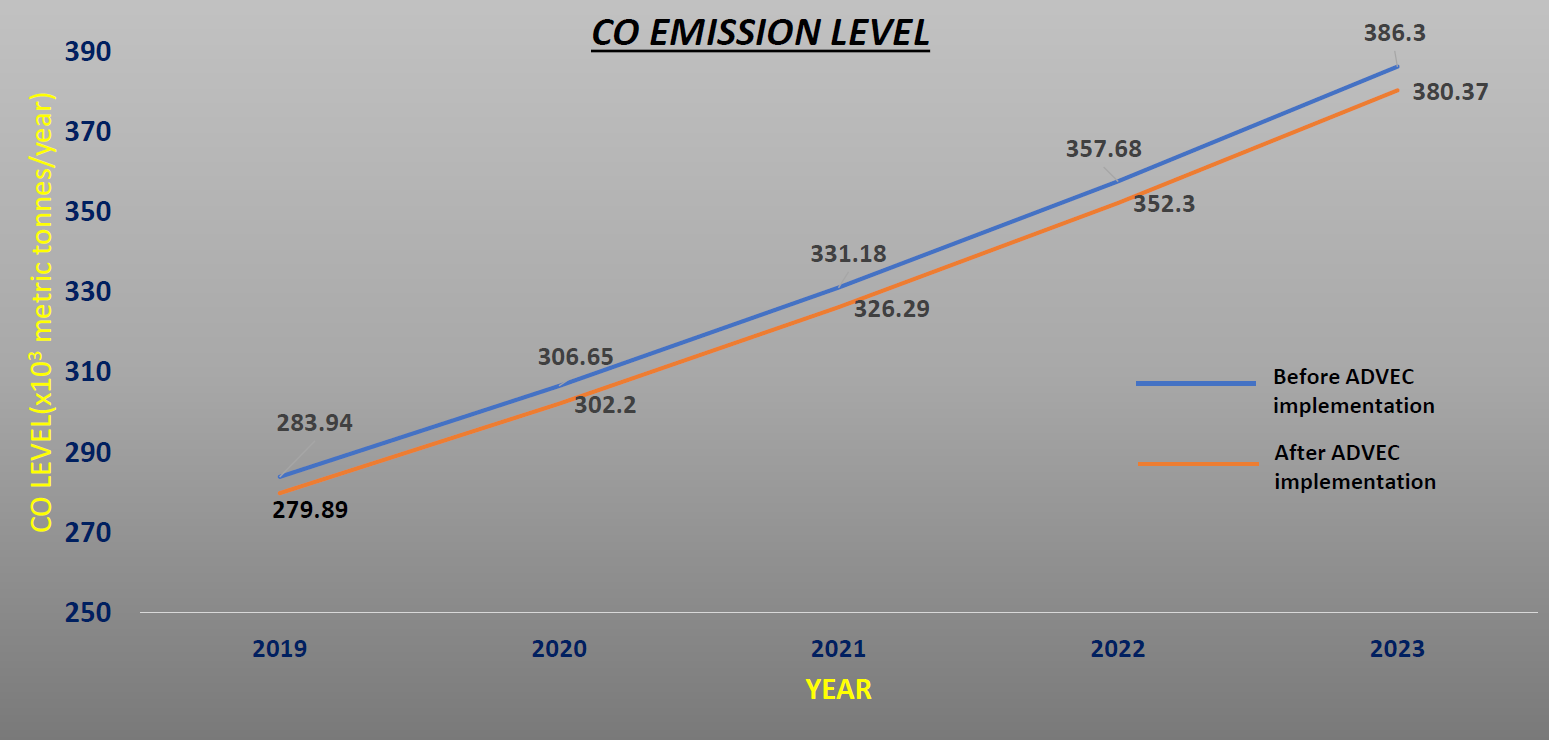 CO EMISSION LEVEL
CO LEVEL(x10³ metric tonnes/year)
390
370
350
330
310
290
270
250
283.94
306.65
331.18
357.68
386.3
279.89
302.2
326.29
352.3
380.37
Before ADVEC
implementation
After ADVEC
implementation
2019 2020 2021 2022 2023
YEAR